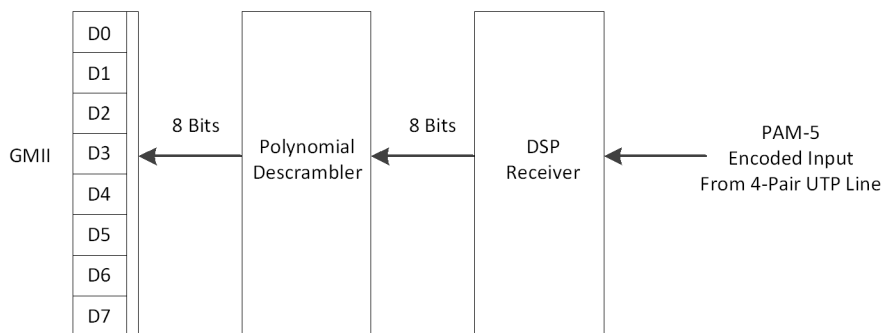 D0
D1
D2
D3
D4
D5
D6
D7
GMII
8 Bits
Polynomial
Descrambler
8 Bits
DSP
Receiver
PAM-5
Encoded Input
From 4-Pair UTP Line